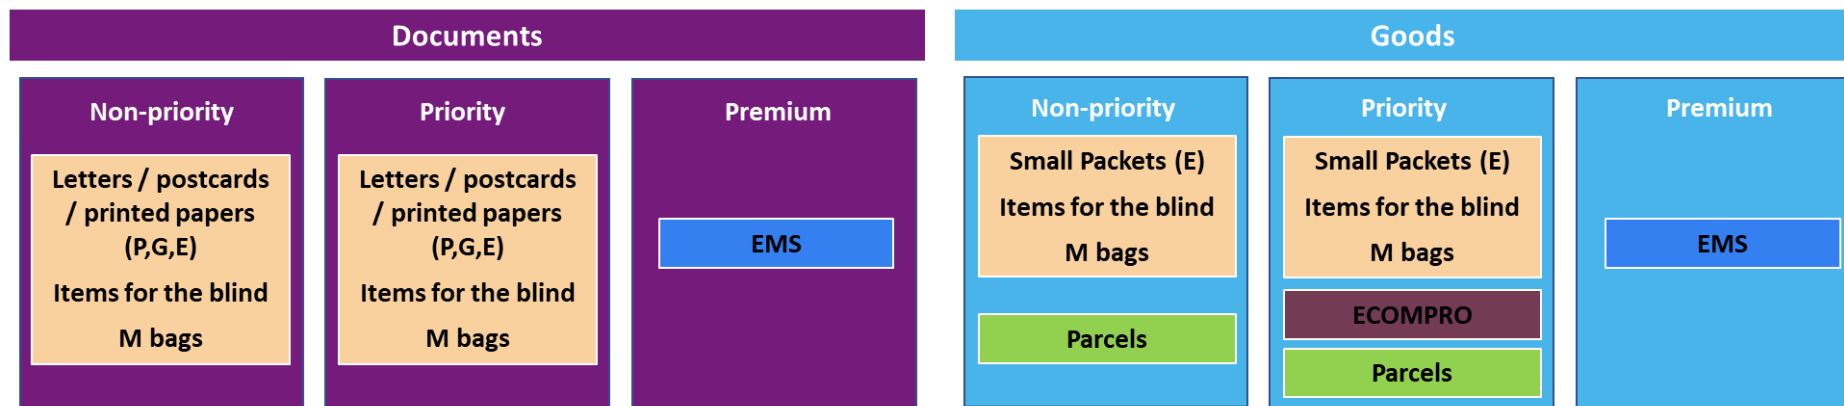 Documents
Non-priority
Letters / postcards
/ printed papers
(P,G,E)
Items for the blind
M bags
Priority
Letters / postcards
/ printed papers
(P,G,E)
Items for the blind
M bags
Premium
EMS
Goods
Non-priority
Small Packets (E)
Items for the blind
M bags
Parcels
Priority
Small Packets (E)
Items for the blind
M bags
ECOMPRO
Parcels
Premium
EMS